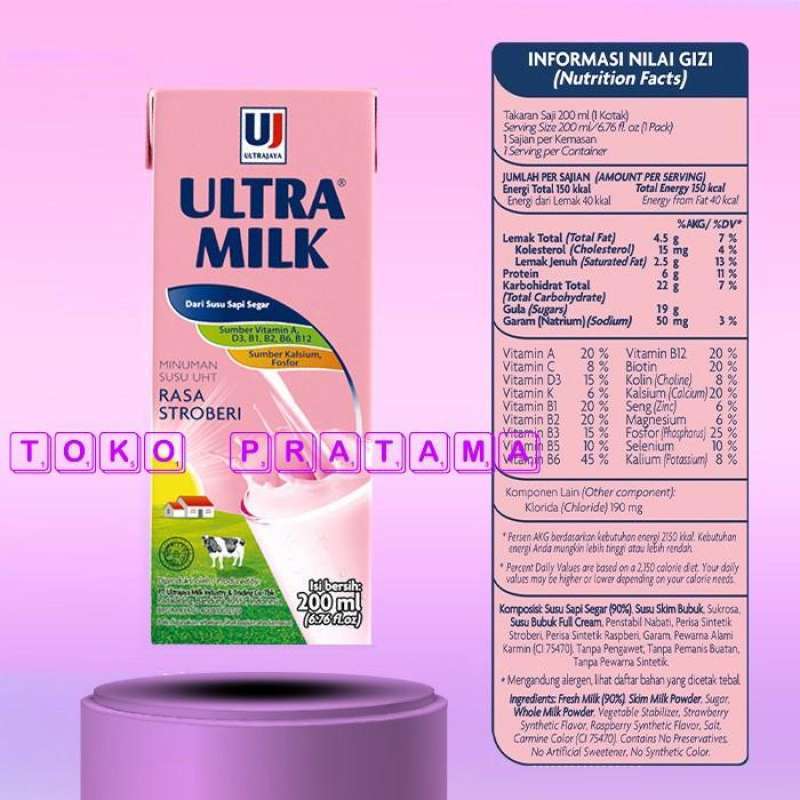 UJ
ULTRAJAYA
ULTRA®
MILK
Dari Susu Sapi Segar
Sumber Vitamin A,
D3, B1, B2, B6, B12
Sumber Kalsium,
Fosfor
MINUMAN
SUSU UHT
RASA
STROBERI
TOKO PRATAMA
Isi bersih:
200 ml
(6.76 fl.oz)
INFORMASI NILAI GIZI
(Nutrition Facts)
Takaran Saji 200 ml (1 Kotak)
Serving Size 200 ml/6.76 fl. oz (1 Pack)
1 Sajian per Kemasan
1 Serving per Container
JUMLAH PER SAJIAN (AMOUNT PER SERVING)
Energi Total 150 kkal Total Energy 150 kcal
Energi dari Lemak 40 kkal Energy from Fat 40 kcal
%AKG/%DV*
Lemak Total (Total Fat) 4.5 g 7 %
Kolesterol (Cholesterol) 15 mg 4 %
Lemak Jenuh (Saturated Fat) 2.5 g 13 %
Protein 6 g 11 %
Karbohidrat Total 22 g 7 %
(Total Carbohydrate)
Gula (Sugars) 19 g
Garam (Natrium) (Sodium) 50 mg 3 %
Vitamin A 20 % Vitamin B12 20 %
Vitamin C 8 % Biotin 20 %
Vitamin D3 15 % Kolin (Choline) 8 %
Vitamin K 6 % Kalsium (Calcium) 20 %
Vitamin B1 20 % Seng (Zinc) 6 %
Vitamin B2 20 % Magnesium 6 %
Vitamin B3 15 % Fosfor (Phosphorus) 25 %
Vitamin B5 10 % Selenium 10 %
Vitamin B6 45 % Kalium (Potassium) 8 %
Komponen Lain (Other component):
Klorida (Chloride) 190 mg
* Persen AKG berdasarkan kebutuhan energi 2150 kkal. Kebutuhan
energi Anda mungkin lebih tinggi atau lebih rendah.
* Percent Daily Values are based on a 2,150 calorie diet. Your daily
values may be higher or lower depending on your calorie needs.
Komposisi: Susu Sapi Segar (90%), Susu Skim Bubuk, Sukrosa,
Susu Bubuk Full Cream, Penstabil Nabati, Perisa Sintetik
Stroberi, Perisa Sintetik Raspberi, Garam, Pewarna Alami
Karmin (CI 75470). Tanpa Pengawet, Tanpa Pemanis Buatan,
Tanpa Pewarna Sintetik.
* Mengandung alergen, lihat daftar bahan yang dicetak tebal.
Ingredients: Fresh Milk (90%), Skim Milk Powder, Sugar,
Whole Milk Powder, Vegetable Stabilizer, Strawberry
Synthetic Flavor, Raspberry Synthetic Flavor, Salt,
Carmine Color (CI 75470). Contains No Preservatives,
No Artificial Sweetener, No Synthetic Color.